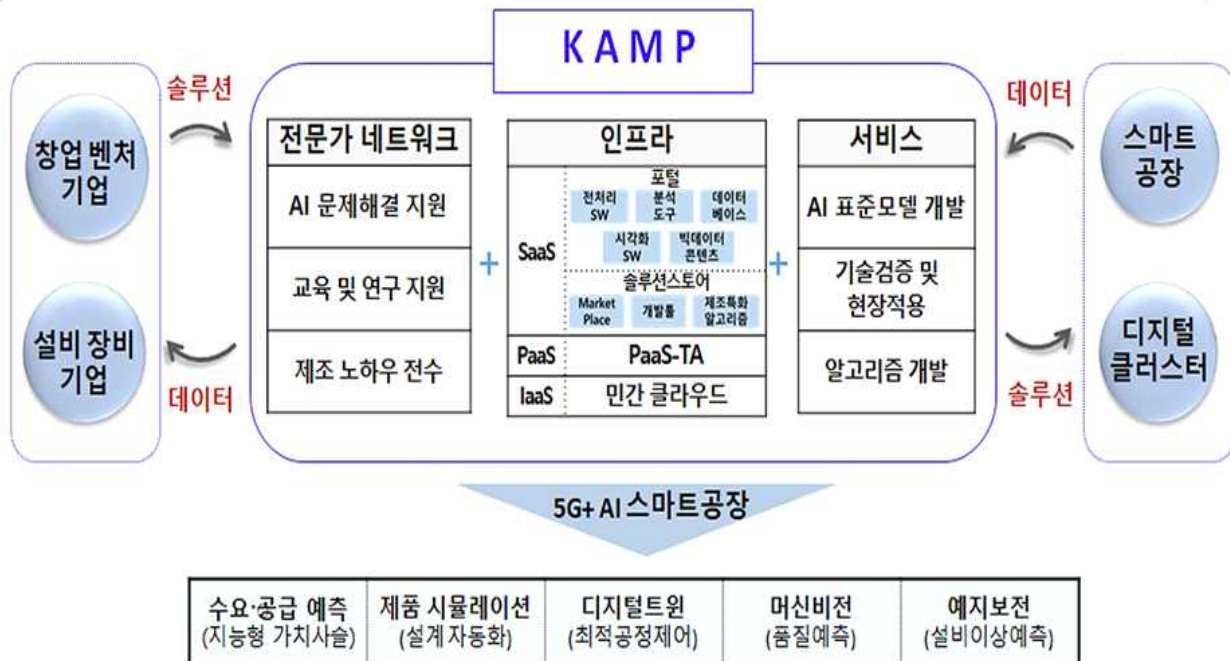 KAMP
솔루션
창업 벤처
기업
설비 장비
기업
데이터
전문가 네트워크
AI 문제해결 지원
교육 및 연구 지원
제조 노하우 전수
+
인프라
SaaS
포털
전처리
SW
분석
도구
데이터
베이스
시각화
SW
빅데이터
콘텐츠
솔루션스토어
Market
Place
개발툴
제조특화
알고리즘
PaaS
PaaS-TA
IaaS
민간 클라우드
+
서비스
AI 표준모델 개발
기술검증 및
현장적용
알고리즘 개발
데이터
스마트
공장
디지털
클러스터
솔루션
5G+ AI 스마트공장
수요·공급 예측
(지능형 가치사슬)
제품 시뮬레이션
(설계 자동화)
디지털트윈
(최적공정제어)
머신비전
(품질예측)
예지보전
(설비이상예측)